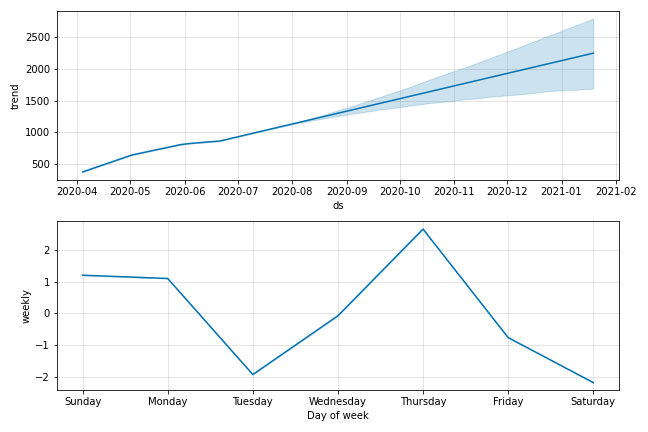 2500
2000
1500
1000
500
trend
2020-04 2020-05 2020-06 2020-07 2020-08 2020-09 2020-10 2020-11 2020-12 2021-01 2021-02
ds
2
1
0
−1
−2
weekly
Sunday Monday Tuesday Wednesday Thursday Friday Saturday
Day of week